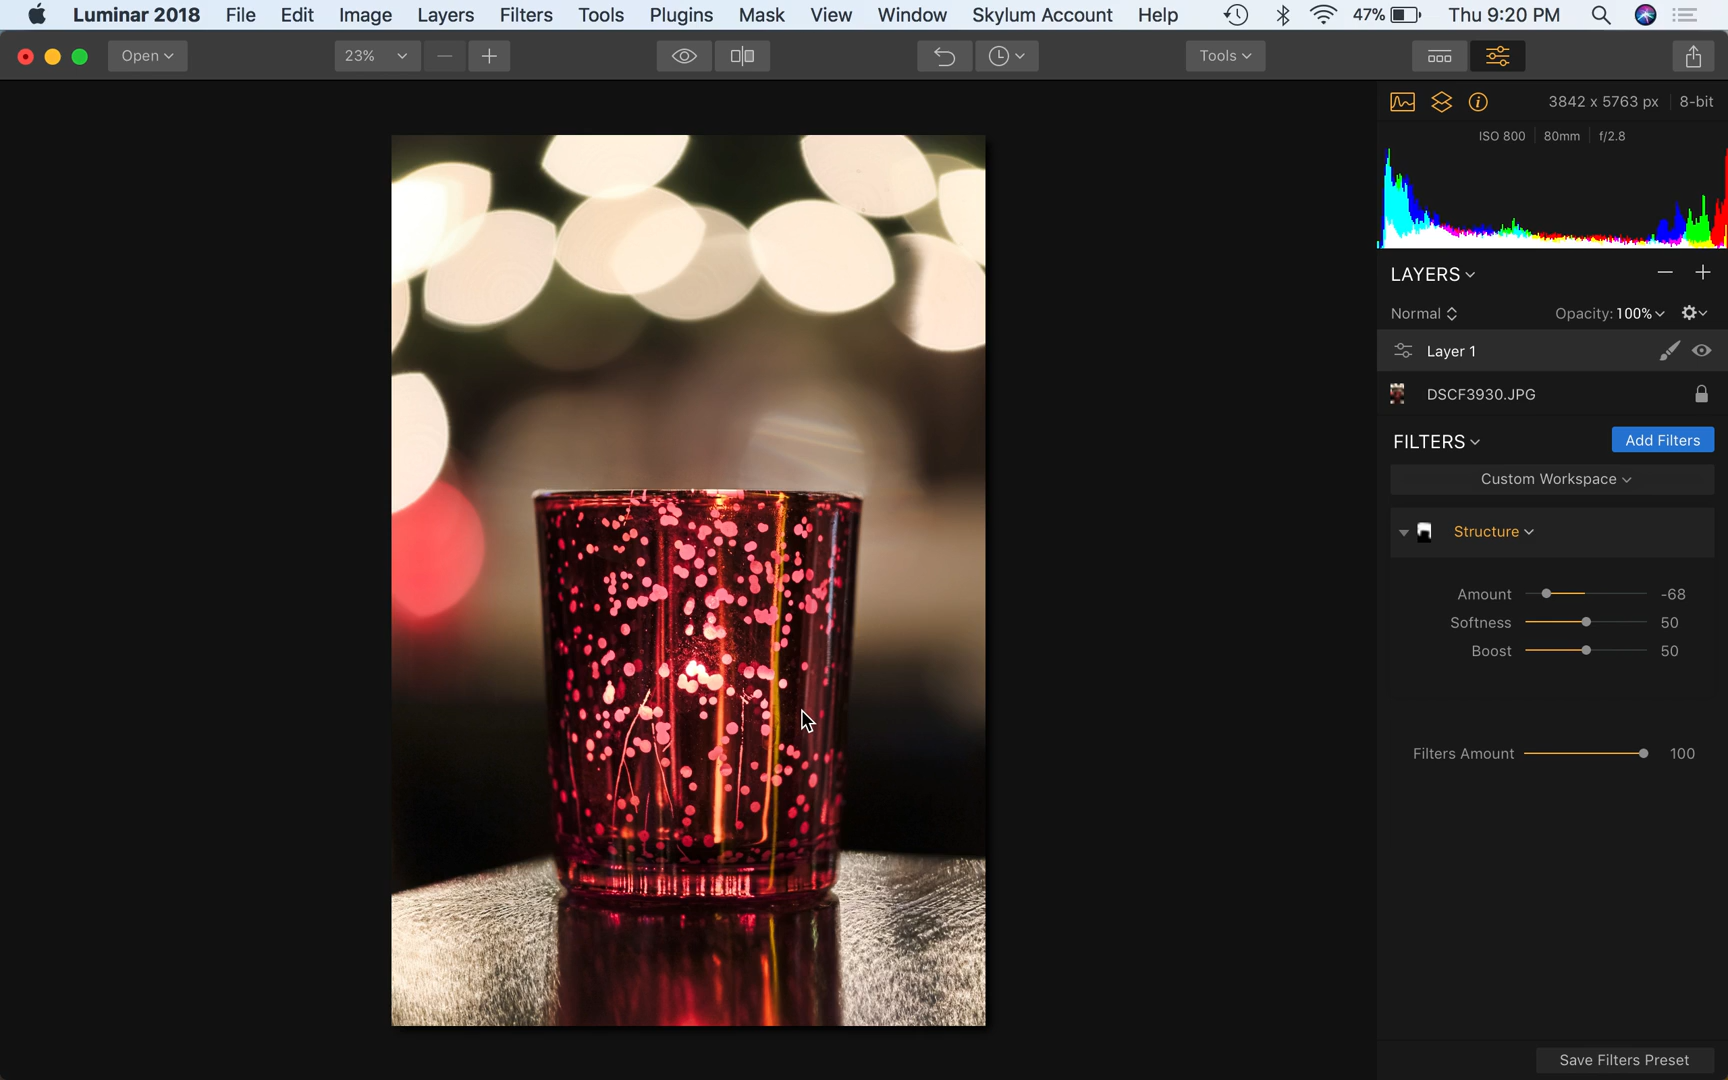 Luminar 2018 File Edit Image Layers Filters Tools Plugins Mask View Window Skylum Account Help 47% Thu 9:20 PM
Open 23% Tools
3842 x 5763 px 8-bit
ISO 800 80mm f/2.8
LAYERS
Normal Opacity: 100%
Layer 1
DSCF3930.JPG
FILTERS Add Filters
Custom Workspace
Structure
Amount -68
Softness 50
Boost 50
Filters Amount 100
Save Filters Preset